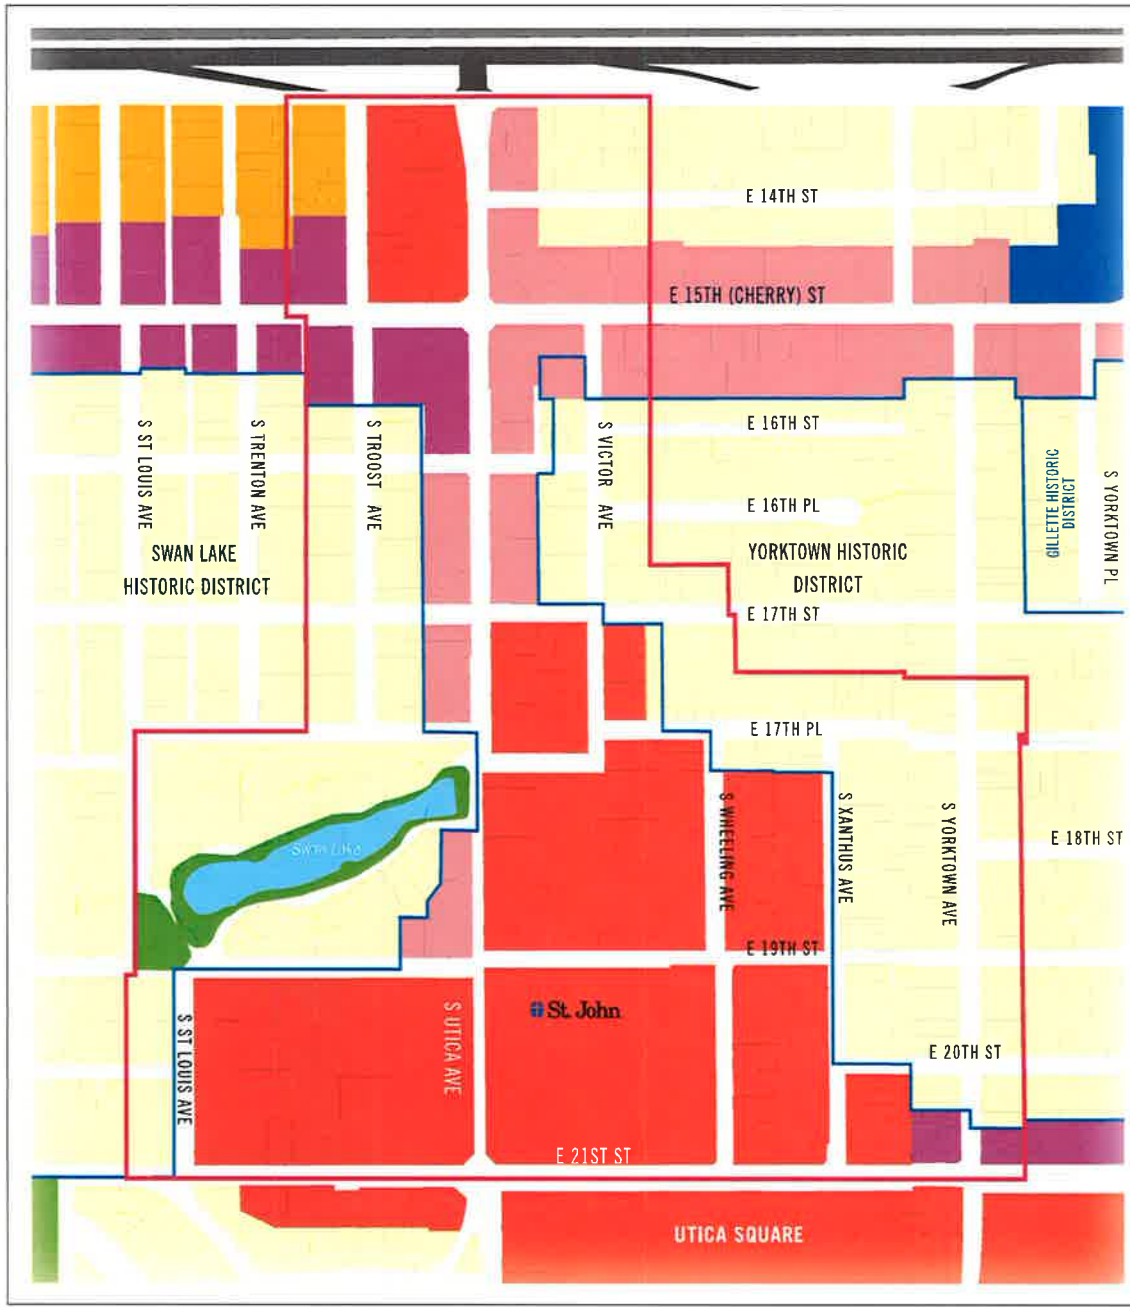 E 14TH ST
E 15TH (CHERRY) ST
E 16TH ST
S ST LOUIS AVE
S TRENTON AVE
S TROOST AVE
S VICTOR AVE
E 16TH PL
GILLETTE HISTORIC
DISTRICT
S YORKTOWN PL
SWAN LAKE
HISTORIC DISTRICT
YORKTOWN HISTORIC
DISTRICT
E 17TH ST
E 17TH PL
S WHEELING AVE
S XANTHUS AVE
S YORKTOWN AVE
E 18TH ST
SWAN LAKE
E 19TH ST
St. John
S ST LOUIS AVE
S UTICA AVE
E 20TH ST
E 21ST ST
UTICA SQUARE